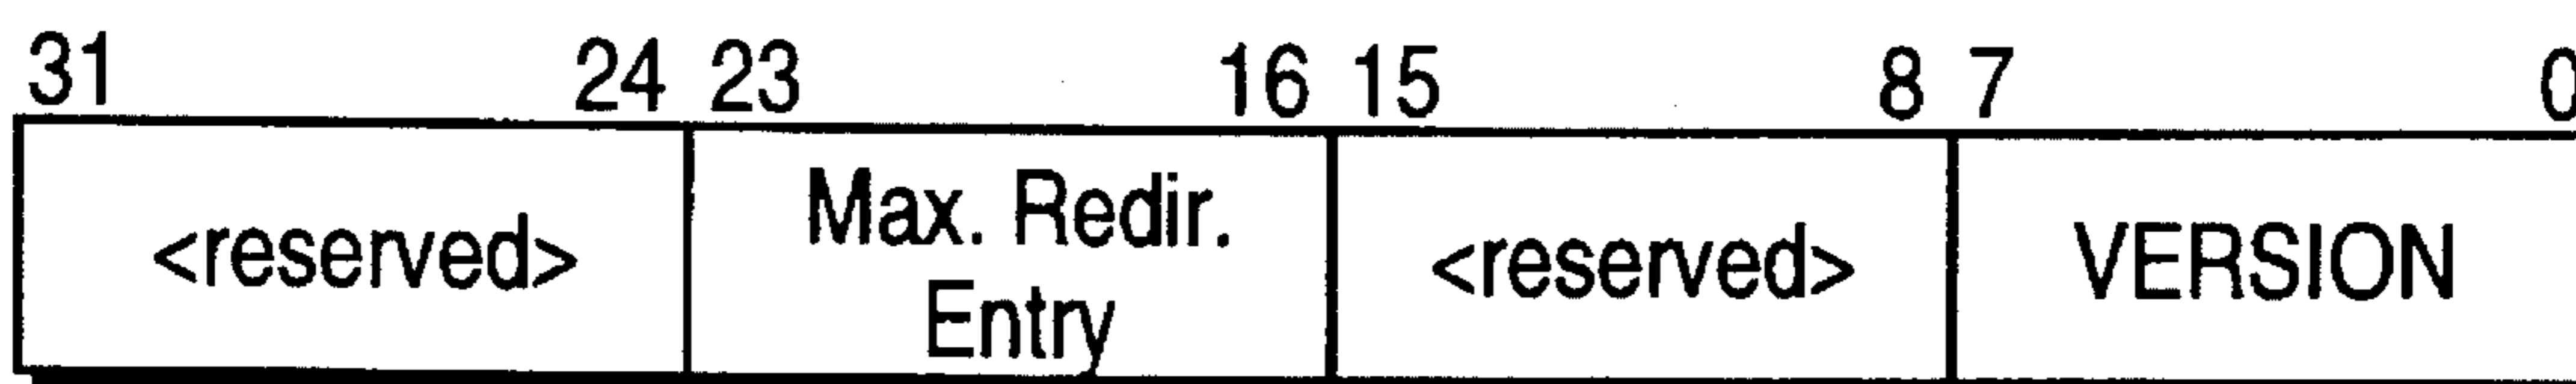 31 24 23 16 15 8 7 0
<reserved> Max. Redir. <reserved> VERSION
Entry